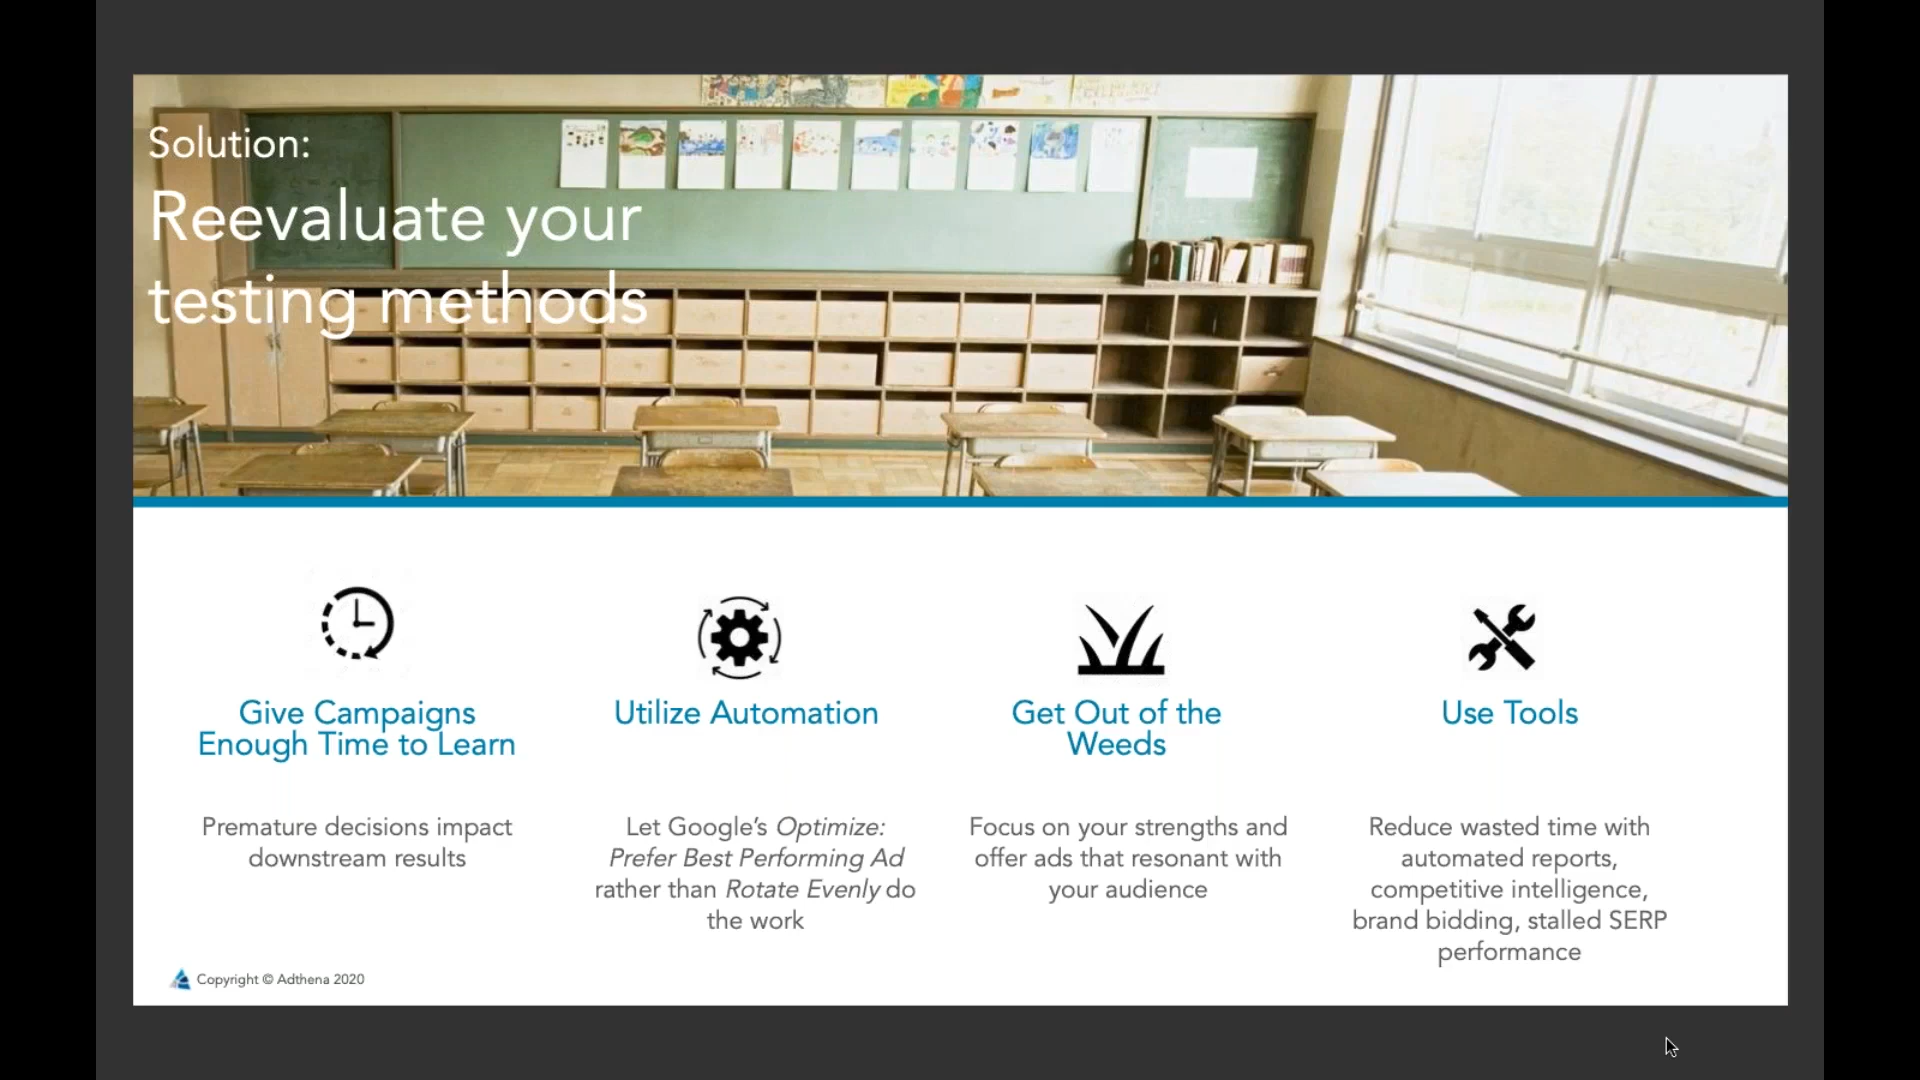 Solution:
Reevaluate your
testing methods
Give Campaigns
Enough Time to Learn
Premature decisions impact
downstream results
Utilize Automation
Let Google's Optimize:
Prefer Best Performing Ad
rather than Rotate Evenly do
the work
Get Out of the
Weeds
Focus on your strengths and
offer ads that resonant with
your audience
Use Tools
Reduce wasted time with
automated reports,
competitive intelligence,
brand bidding, stalled SERP
performance
Copyright © Adthena 2020